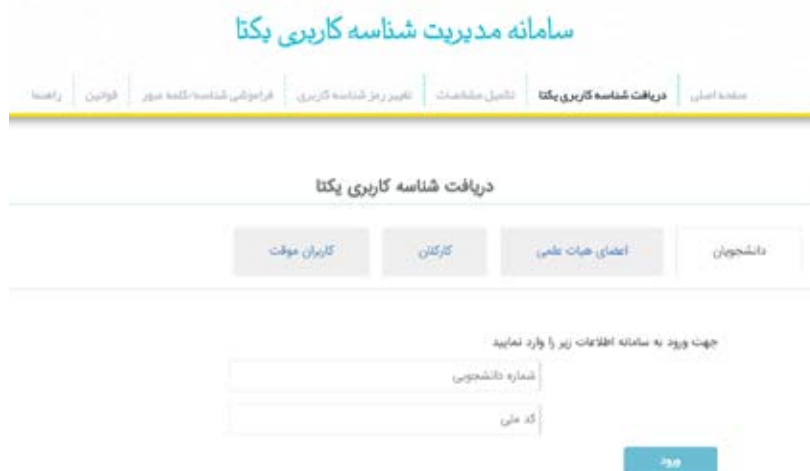 سامانه مدیریت شناسه کاربری یکتا
صفحه اصلی دریافت شناسه کاربری یکتا تکمیل مشخصات تغییر رمز شناسه کاربری فراموشی شناسه/کلمه عبور قوانین راهنما
دریافت شناسه کاربری یکتا
دانشجویان اعضای هیات علمی کارکنان کاربران موقت
جهت ورود به سامانه اطلاعات زیر را وارد نمایید
شماره دانشجویی
کد ملی
ورود